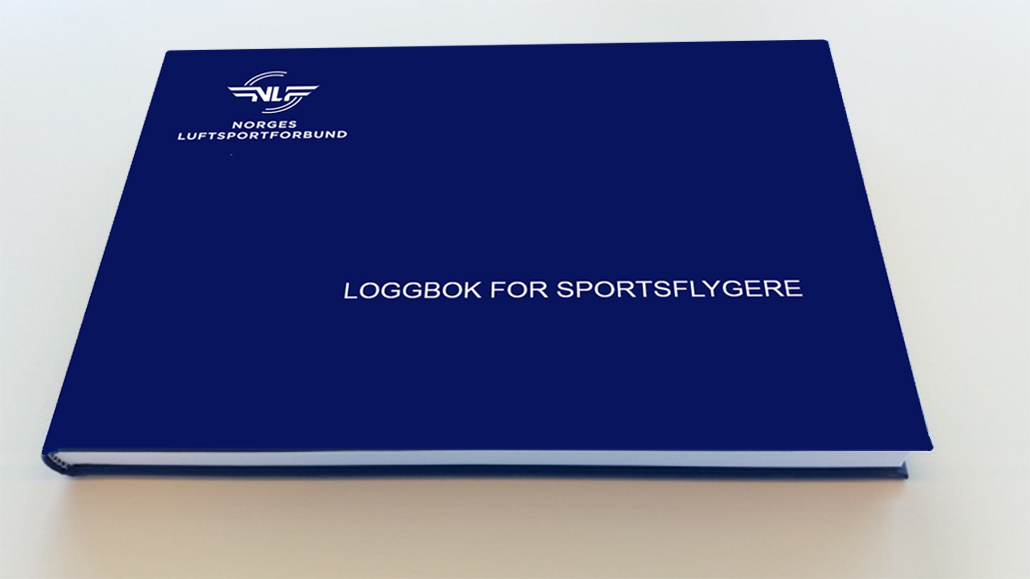 NLF
NORGES
LUFTSPORTFORBUND
LOGGBOK FOR SPORTSFLYGERE